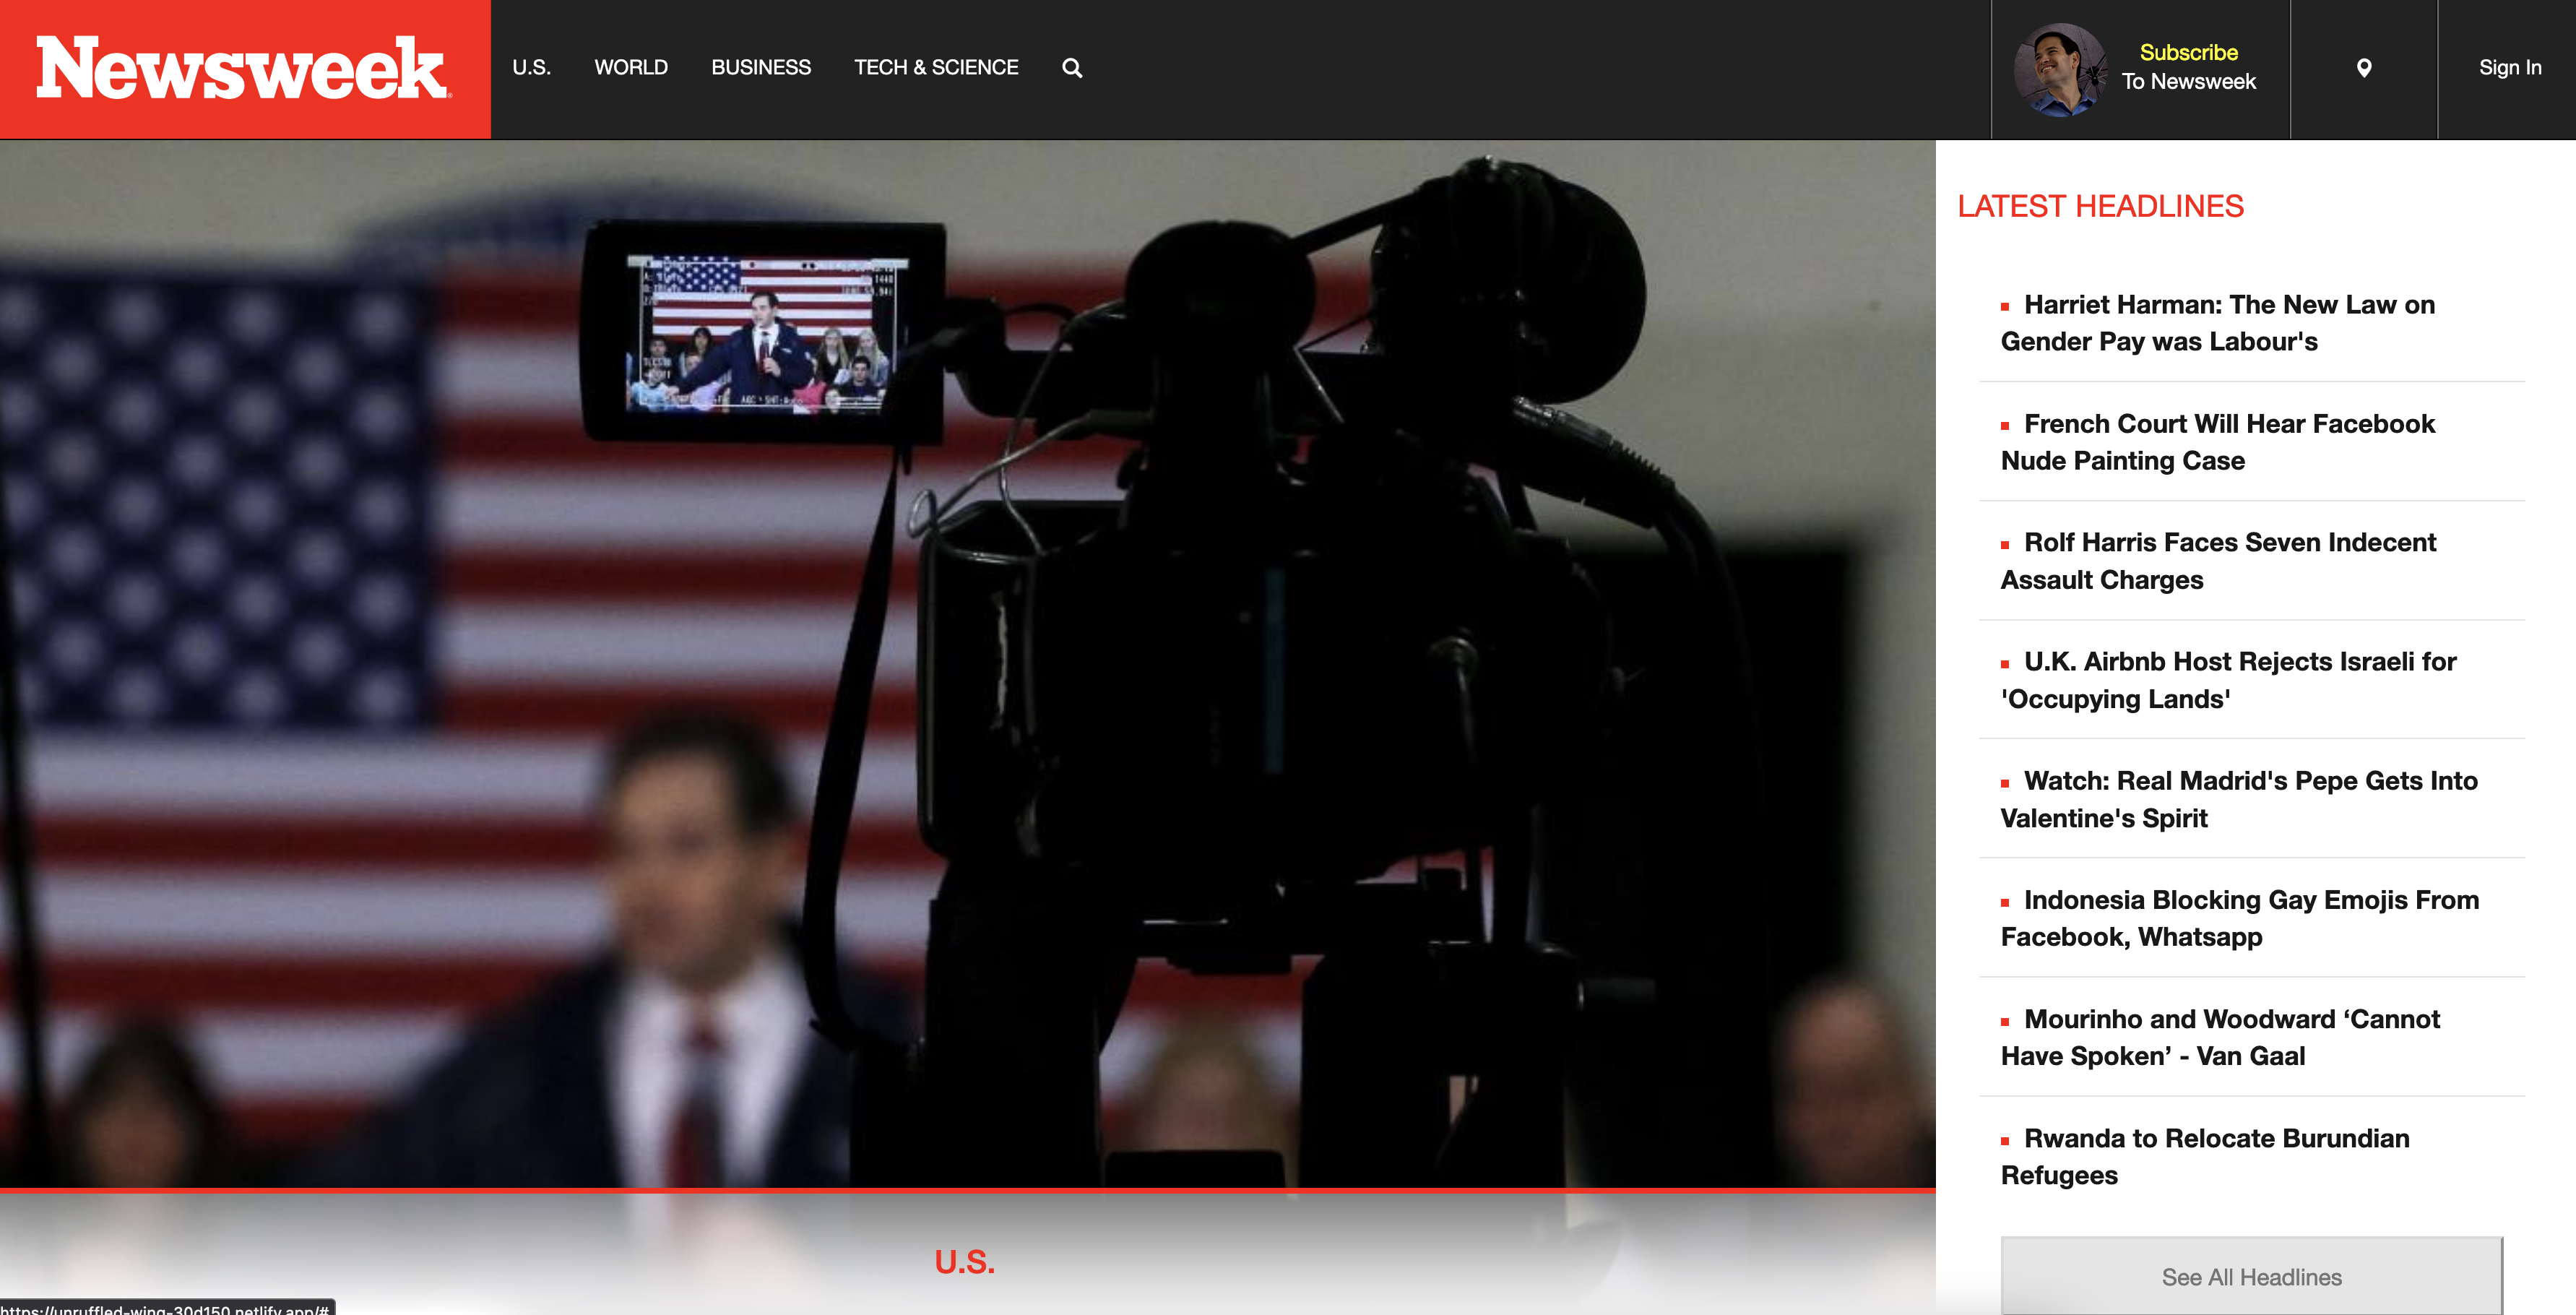 Newsweek
U.S.
WORLD
BUSINESS
TECH & SCIENCE
Subscribe
To Newsweek
Sign In
LATEST HEADLINES
Harriet Harman: The New Law on
Gender Pay was Labour's
French Court Will Hear Facebook
Nude Painting Case
Rolf Harris Faces Seven Indecent
Assault Charges
U.K. Airbnb Host Rejects Israeli for
'Occupying Lands'
Watch: Real Madrid's Pepe Gets Into
Valentine's Spirit
Indonesia Blocking Gay Emojis From
Facebook, Whatsapp
Mourinho and Woodward ‘Cannot
Have Spoken’ - Van Gaal
Rwanda to Relocate Burundian
Refugees
See All Headlines
U.S.
https://unruffled-wing-30d150.netlify.app/#